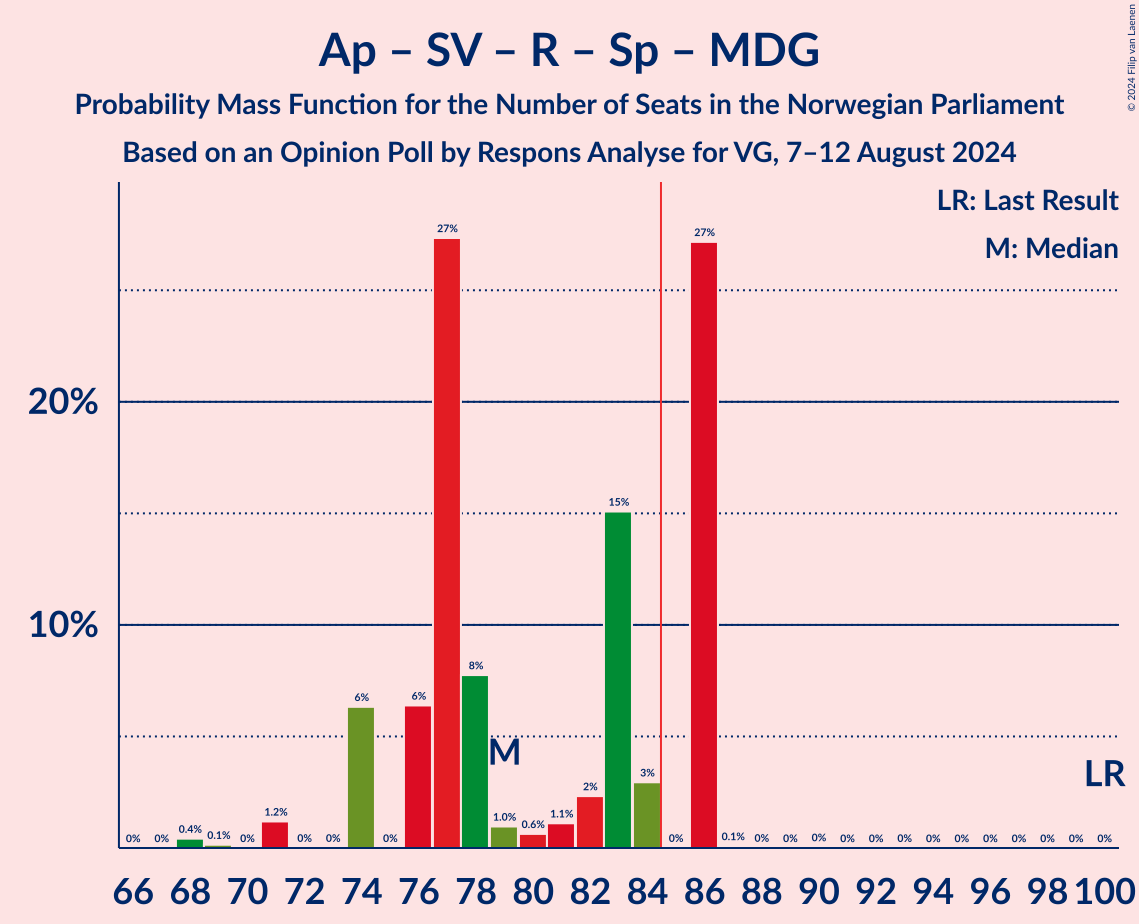 Ap – SV – R – Sp – MDG
Probability Mass Function for the Number of Seats in the Norwegian Parliament
Based on an Opinion Poll by Respons Analyse for VG, 7–12 August 2024
© 2024 Filip van Laenen
LR: Last Result
M: Median
20%
10%
0% 0% 0.4% 0.1% 0% 1.2% 0% 0% 6% 0% 6% 27% 8% 1.0% 0.6% 1.1% 2% 15% 3% 0% 27% 0.1% 0% 0% 0% 0% 0% 0% 0% 0% 0% 0% 0% 0% 0%
M
LR
66 68 70 72 74 76 78 80 82 84 86 88 90 92 94 96 98 100